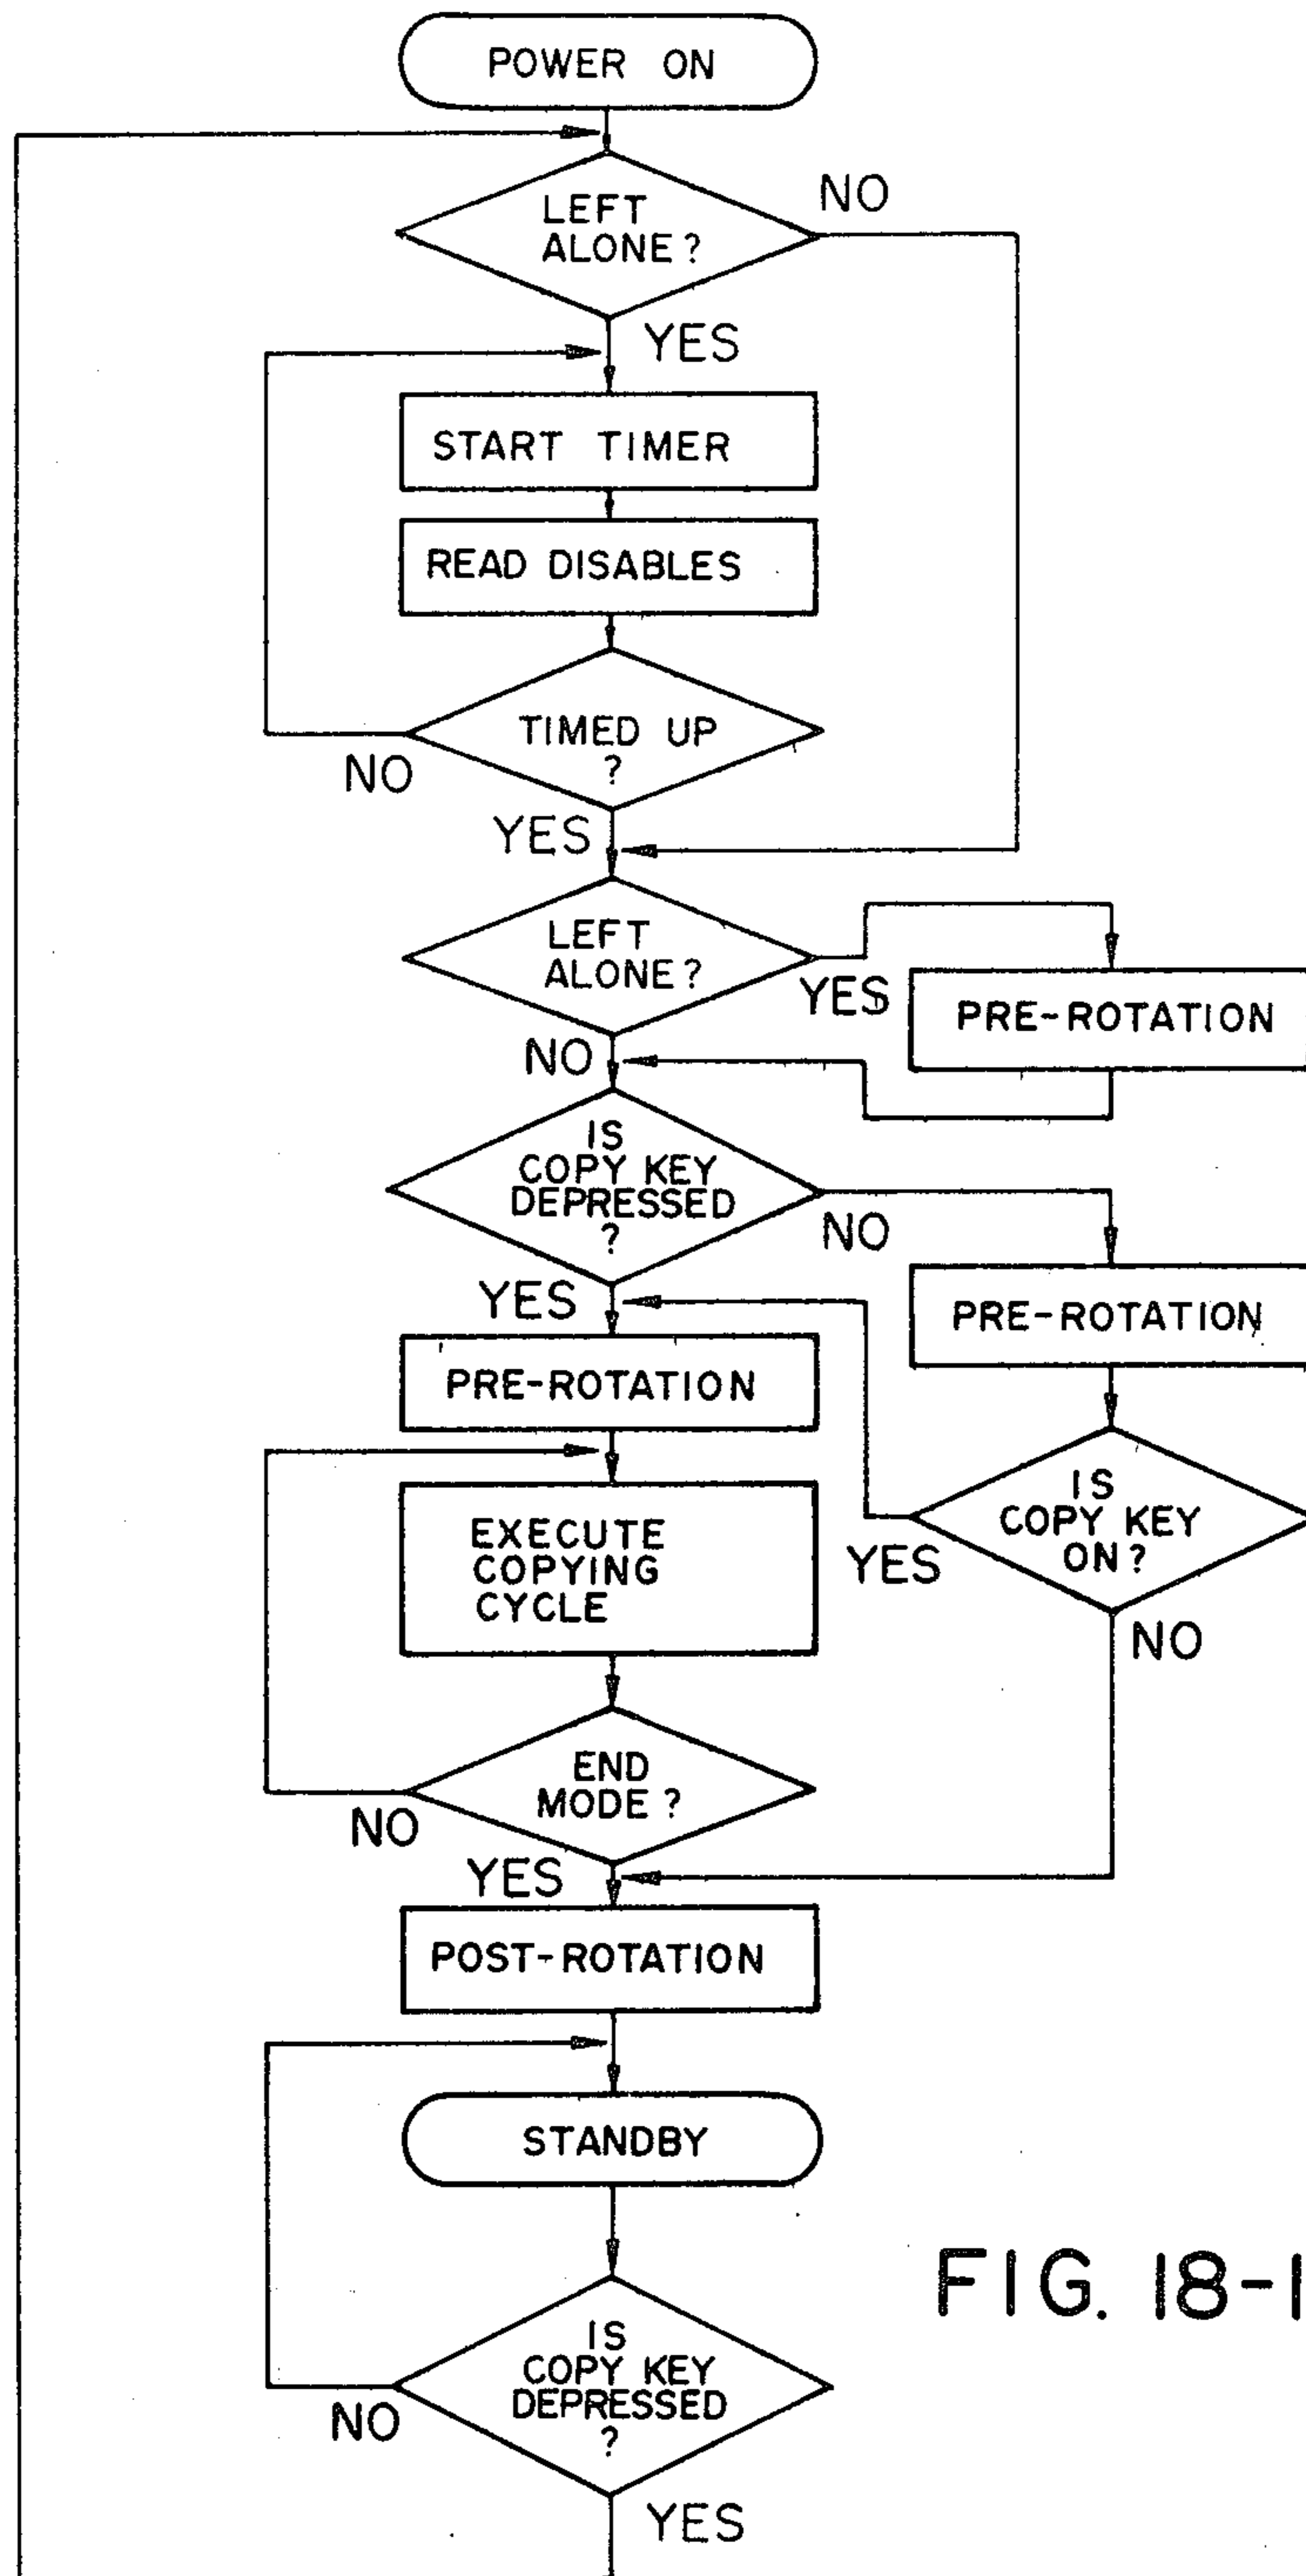 POWER ON
LEFT
ALONE?
NO
YES
START TIMER
READ DISABLES
TIMED UP
?
NO
YES
LEFT
ALONE?
YES
PRE-ROTATION
NO
IS
COPY KEY
DEPRESSED
?
NO
YES
PRE-ROTATION
PRE-ROTATION
IS
COPY KEY
ON?
YES
NO
EXECUTE
COPYING
CYCLE
END
MODE?
NO
YES
POST-ROTATION
STANDBY
FIG. 18-1
IS
COPY KEY
DEPRESSED
?
NO
YES